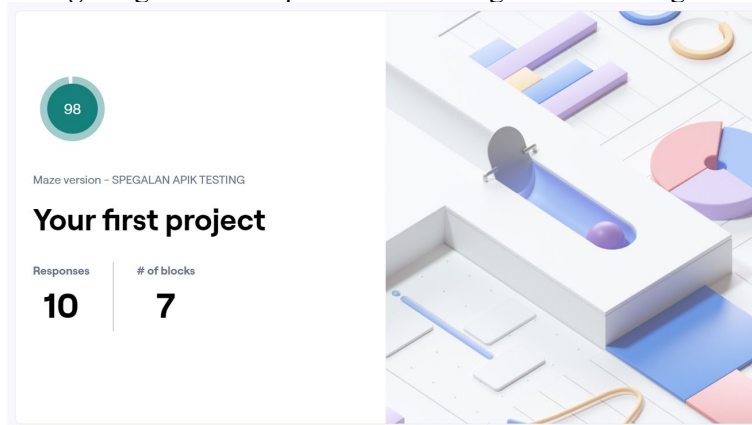 98
Maze version - SPEGALAN APIK TESTING
Your first project
Responses # of blocks
10 7